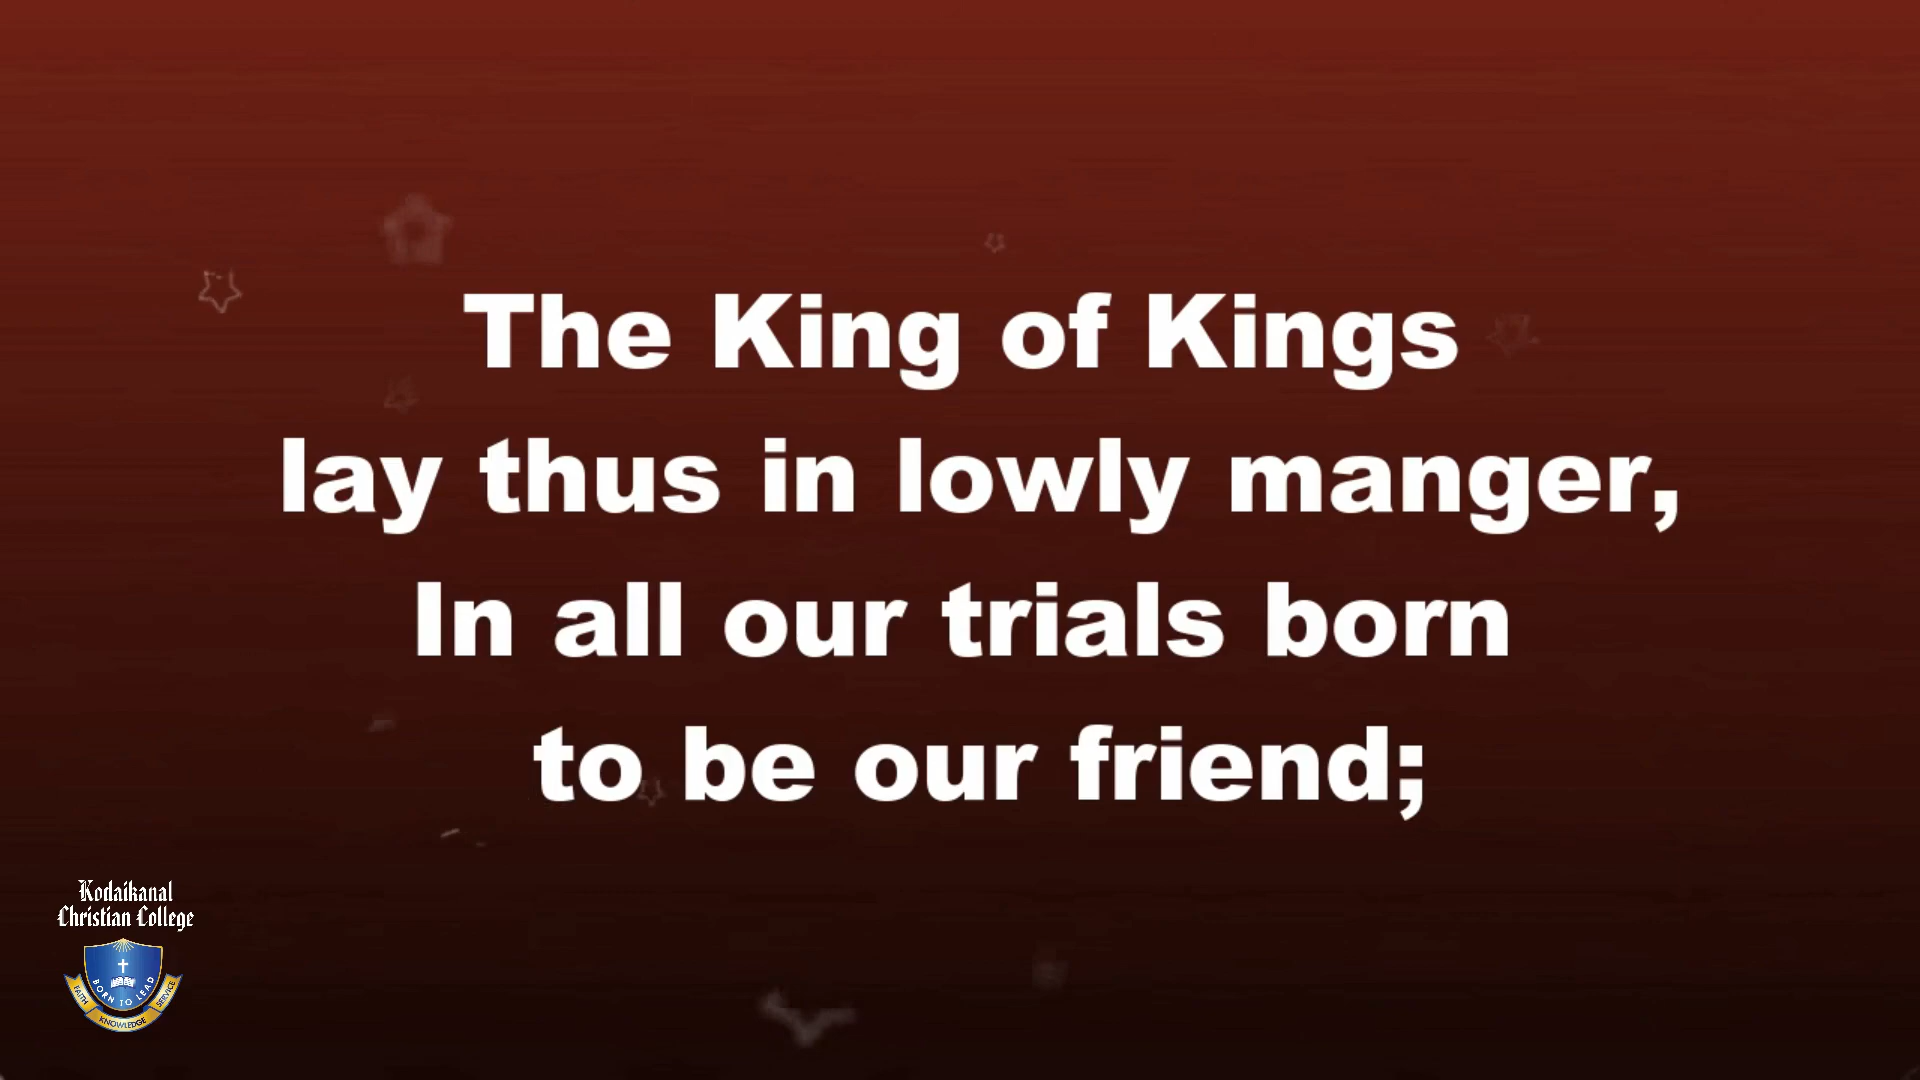 The King of Kings
lay thus in lowly manger,
In all our trials born
to be our friend;
Kodaikanal
Christian College
BORN TO LEAD
FAITH
KNOWLEDGE
SERVICE